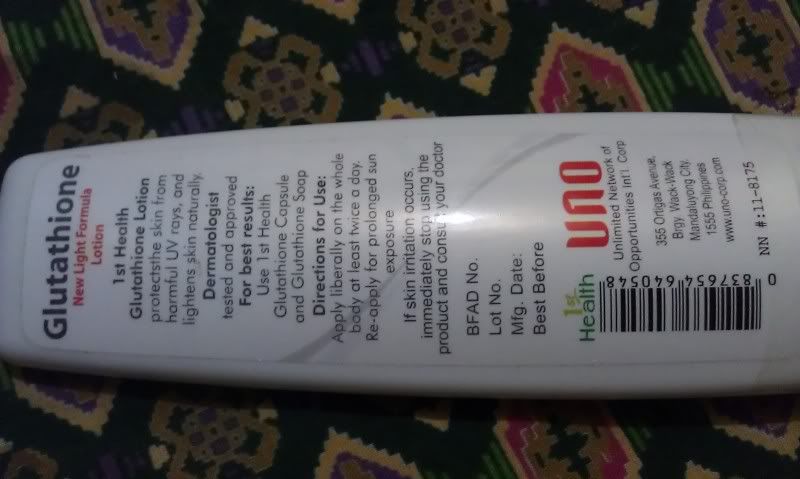 Glutathione
New Light Formula
Lotion
1st Health
Glutathione Lotion
protectsthe skin from
harmful UV rays, and
lightens skin naturally.
Dermatologist
tested and approved
For best results:
Use 1st Health
Glutathione Capsule
and Glutathione Soap
Directions for Use:
Apply liberally on the whole
body at least twice a day.
Re-apply for prolonged sun
exposure
If skin irritation occurs,
immediately stop using the
product and consult your doctor
BFAD No.
Lot No.
Mfg. Date:
Best Before
1st
Health
UNO
Unlimited Network of
Opportunities Int'l. Corp
355 Ortigas Avenue,
Brgy. Wack-Wack
Mandaluyong City,
1555 Philippines
www.uno-corp.com
NN #:11-8175
8 37654 64054 8
0